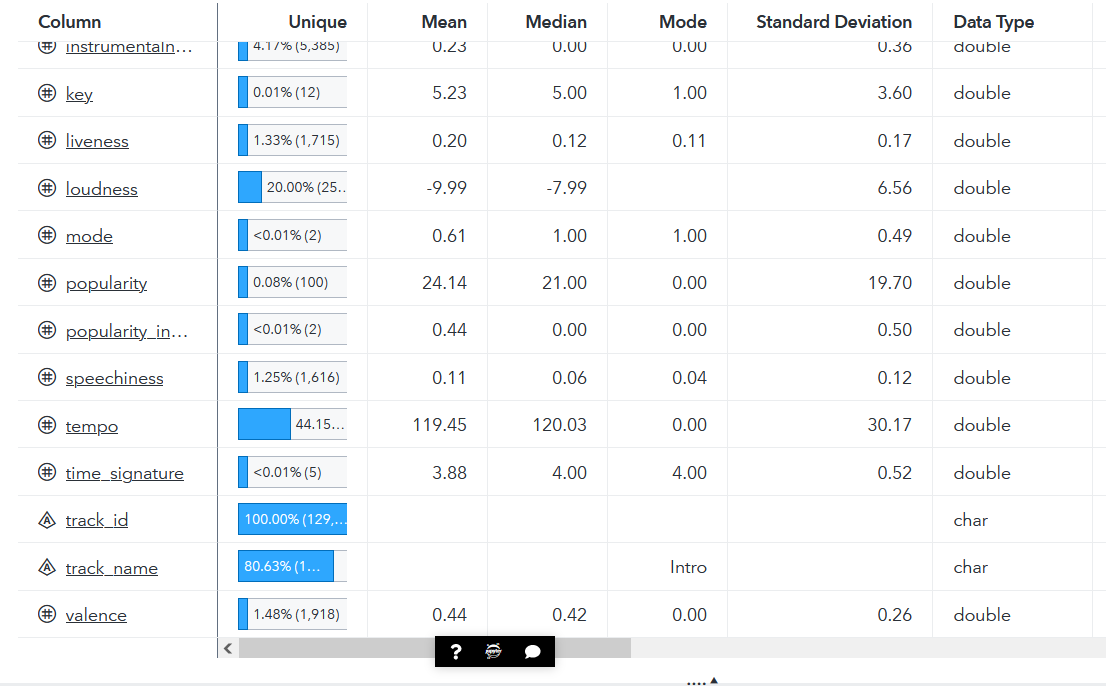 Column Unique Mean Median Mode Standard Deviation Data Type
instrumentaln... 4.17% (5,385) 0.23 0.00 0.00 0.36 double
key 0.01% (12) 5.23 5.00 1.00 3.60 double
liveness 1.33% (1,715) 0.20 0.12 0.11 0.17 double
loudness 20.00% (25.. -9.99 -7.99 6.56 double
mode <0.01% (2) 0.61 1.00 1.00 0.49 double
popularity 0.08% (100) 24.14 21.00 0.00 19.70 double
popularity_in... <0.01% (2) 0.44 0.00 0.00 0.50 double
speechiness 1.25% (1,616) 0.11 0.06 0.04 0.12 double
tempo 44.15... 119.45 120.03 0.00 30.17 double
time_signature <0.01% (5) 3.88 4.00 4.00 0.52 double
track_id 100.00% (129,... char
track_name 80.63% (1... Intro char
valence 1.48% (1,918) 0.44 0.42 0.00 0.26 double
?